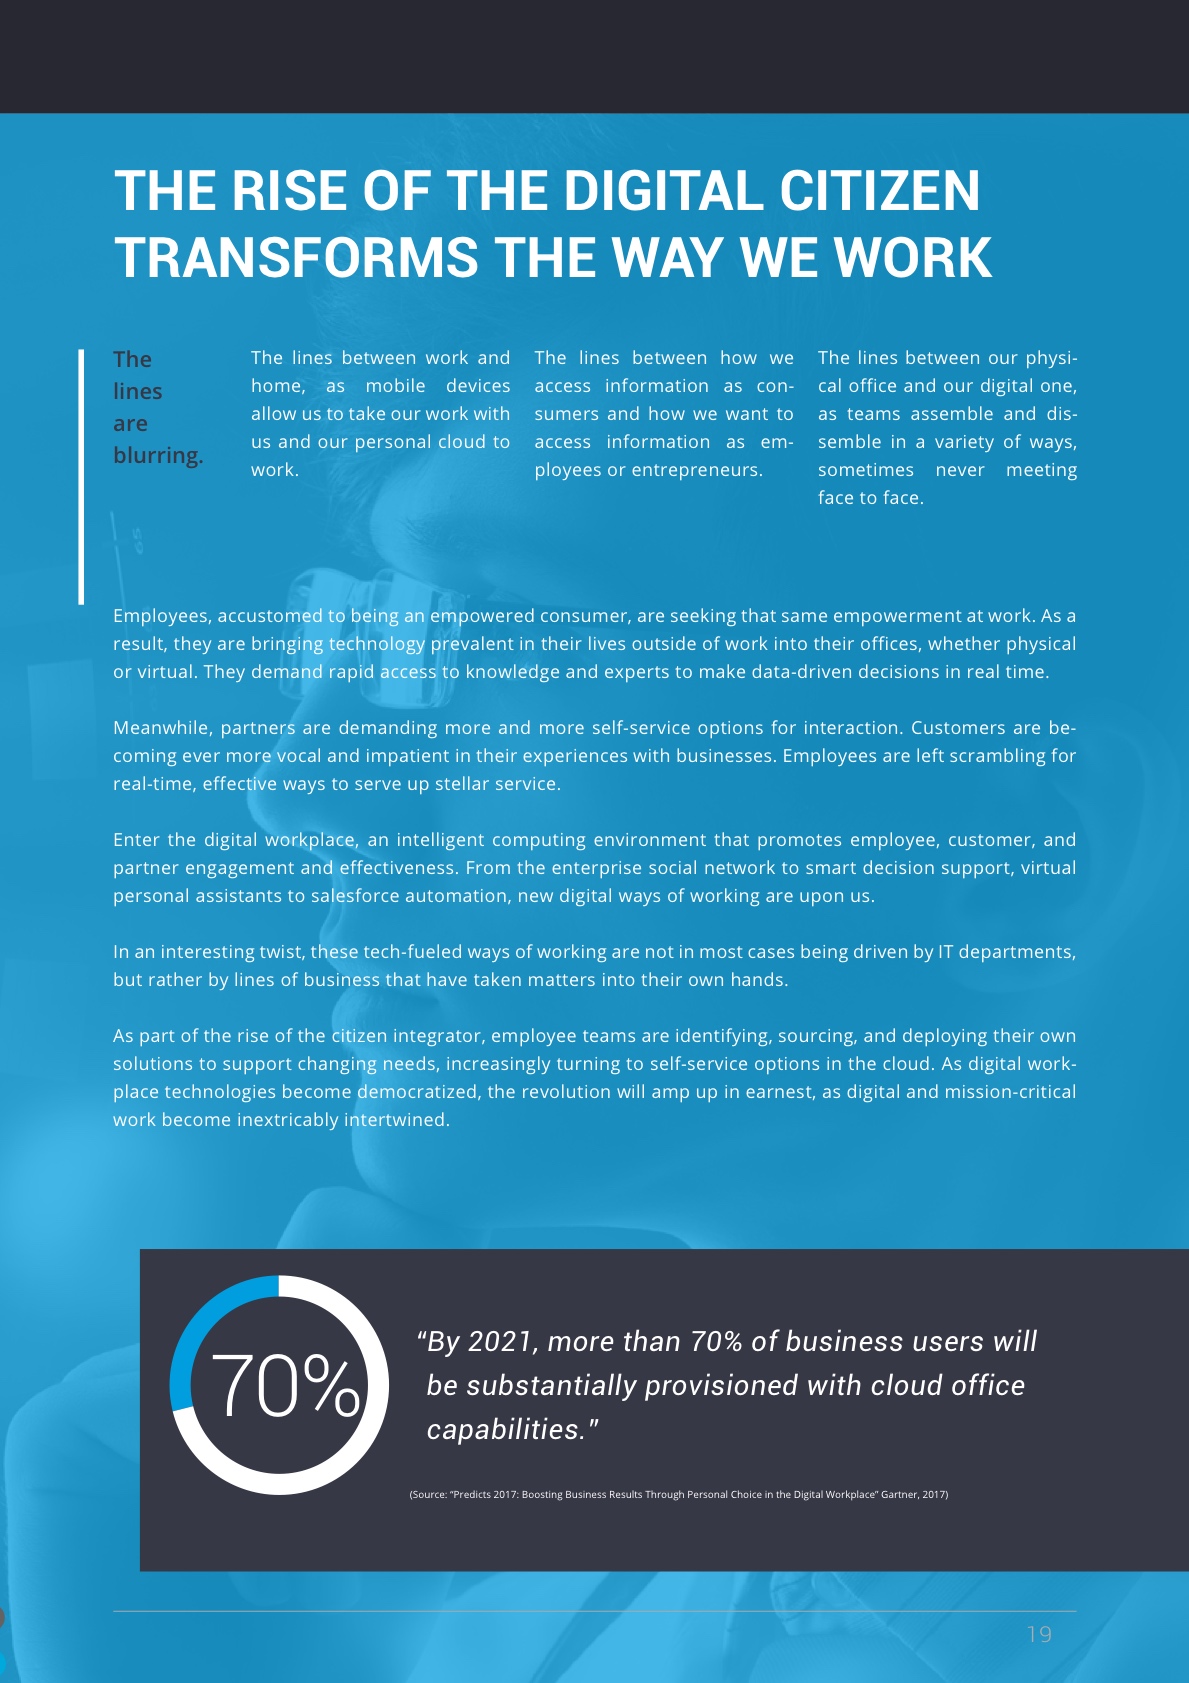 THE RISE OF THE DIGITAL CITIZEN
TRANSFORMS THE WAY WE WORK
The
lines
are
blurring.
The lines between work and
home, as mobile devices
allow us to take our work with
us and our personal cloud to
work.
The lines between how we
access information as con-
sumers and how we want to
access information as em-
ployees or entrepreneurs.
The lines between our physi-
cal office and our digital one,
as teams assemble and dis-
semble in a variety of ways,
sometimes never meeting
face to face.
65
Employees, accustomed to being an empowered consumer, are seeking that same empowerment at work. As a
result, they are bringing technology prevalent in their lives outside of work into their offices, whether physical
or virtual. They demand rapid access to knowledge and experts to make data-driven decisions in real time.
Meanwhile, partners are demanding more and more self-service options for interaction. Customers are be-
coming ever more vocal and impatient in their experiences with businesses. Employees are left scrambling for
real-time, effective ways to serve up stellar service.
Enter the digital workplace, an intelligent computing environment that promotes employee, customer, and
partner engagement and effectiveness. From the enterprise social network to smart decision support, virtual
personal assistants to salesforce automation, new digital ways of working are upon us.
In an interesting twist, these tech-fueled ways of working are not in most cases being driven by IT departments,
but rather by lines of business that have taken matters into their own hands.
As part of the rise of the citizen integrator, employee teams are identifying, sourcing, and deploying their own
solutions to support changing needs, increasingly turning to self-service options in the cloud. As digital work-
place technologies become democratized, the revolution will amp up in earnest, as digital and mission-critical
work become inextricably intertwined.
70%
“By 2021, more than 70% of business users will
be substantially provisioned with cloud office
capabilities."
(Source: “Predicts 2017: Boosting Business Results Through Personal Choice in the Digital Workplace” Gartner, 2017)
19